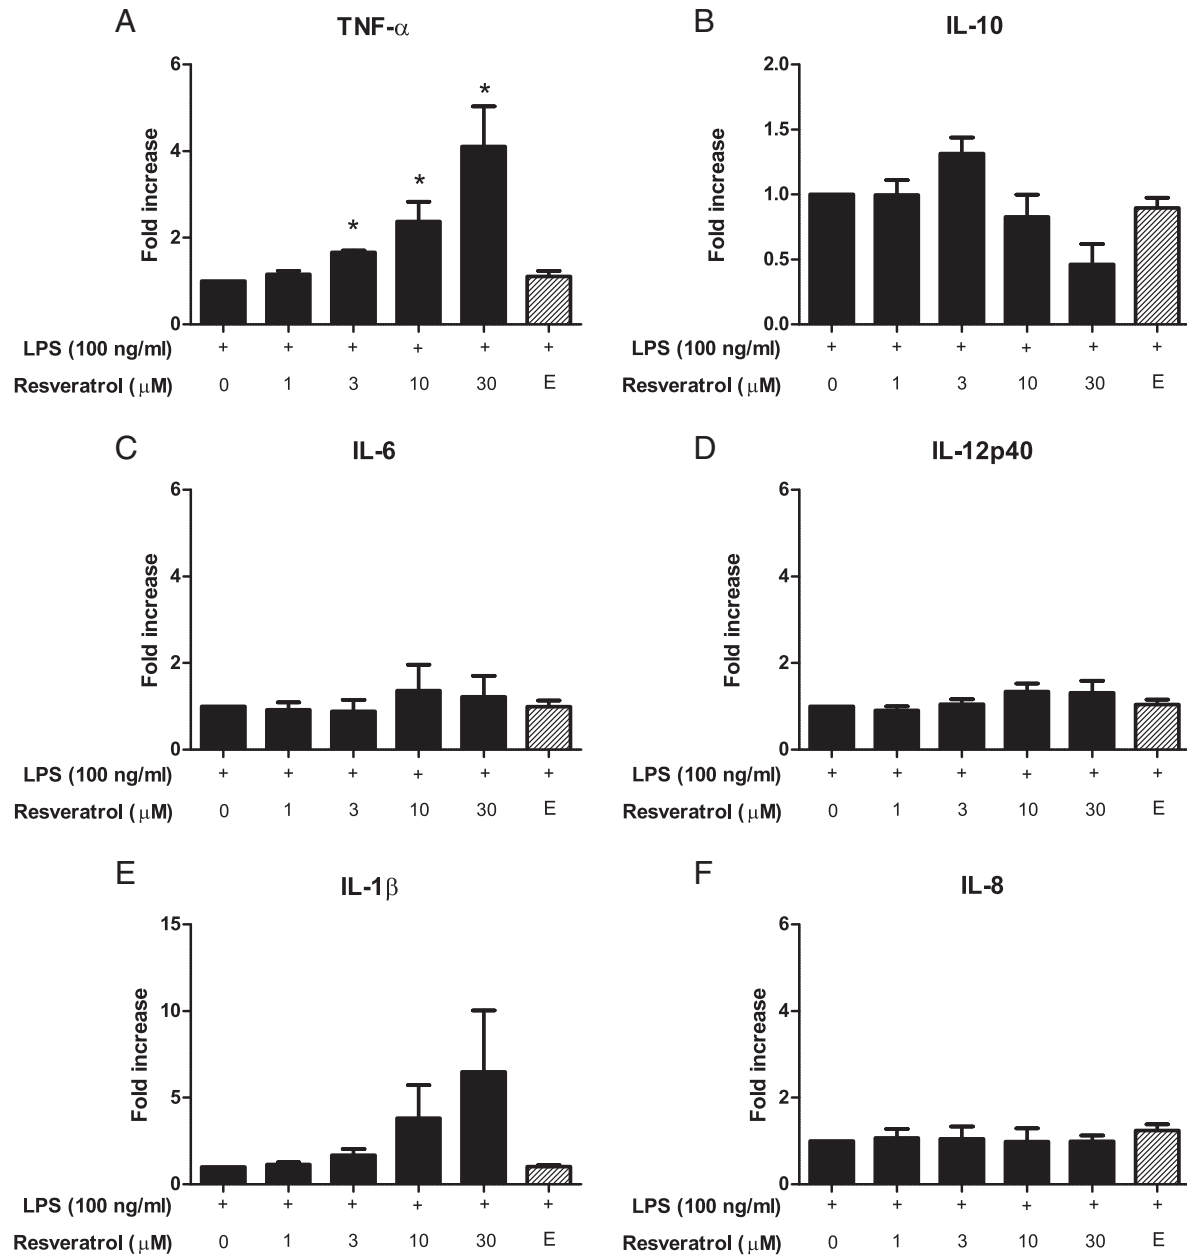 A
TNF-α
Fold increase
6
4
2
0
* * *
LPS (100 ng/ml) + + + + + +
Resveratrol (μM) 0 1 3 10 30 E
B
IL-10
Fold increase
2.0
1.5
1.0
0.5
0.0
LPS (100 ng/ml) + + + + + +
Resveratrol (μM) 0 1 3 10 30 E
C
IL-6
Fold increase
6
4
2
0
LPS (100 ng/ml) + + + + + +
Resveratrol (μM) 0 1 3 10 30 E
D
IL-12p40
Fold increase
6
4
2
0
LPS (100 ng/ml) + + + + + +
Resveratrol (μM) 0 1 3 10 30 E
E
IL-1β
Fold increase
15
10
5
0
LPS (100 ng/ml) + + + + + +
Resveratrol (μM) 0 1 3 10 30 E
F
IL-8
Fold increase
6
4
2
0
LPS (100 ng/ml) + + + + + +
Resveratrol (μM) 0 1 3 10 30 E